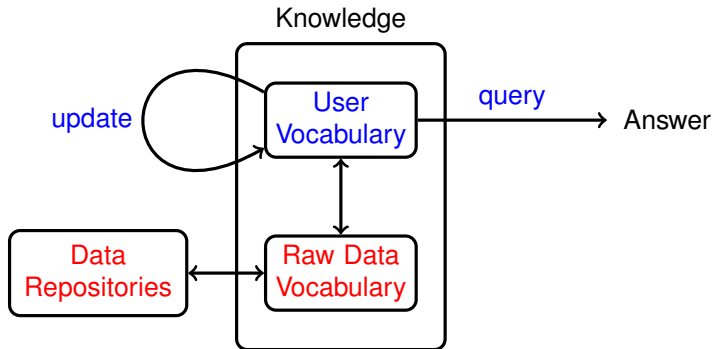 Knowledge
User
Vocabulary
update
query
Answer
Data
Repositories
Raw Data
Vocabulary